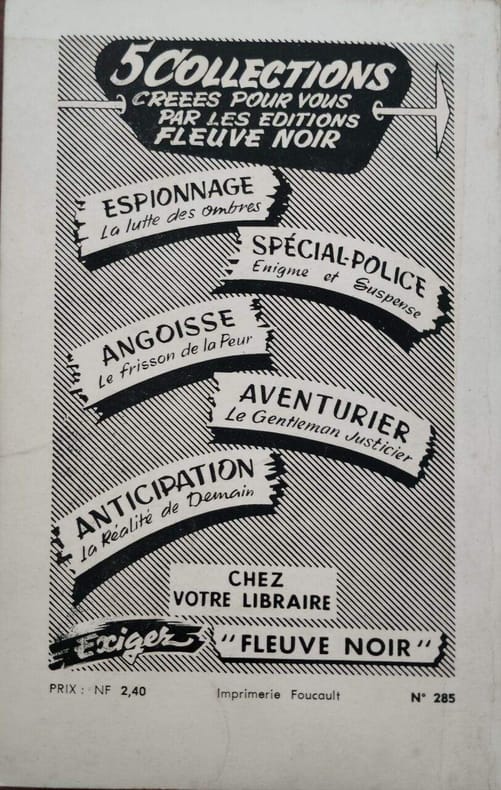 5 COLLECTIONS
CREEES POUR VOUS
PAR LES EDITIONS
FLEUVE NOIR
ESPIONNAGE
La lutte des ombres
SPÉCIAL-POLICE
Enigme et Suspense
ANGOISSE
Le frisson de la Peur
AVENTURIER
Le Gentleman Justicier
ANTICIPATION
La Réalité de Demain
CHEZ
VOTRE LIBRAIRE
Exigez "FLEUVE NOIR"
PRIX : NF 2,40 Imprimerie Foucault N° 285